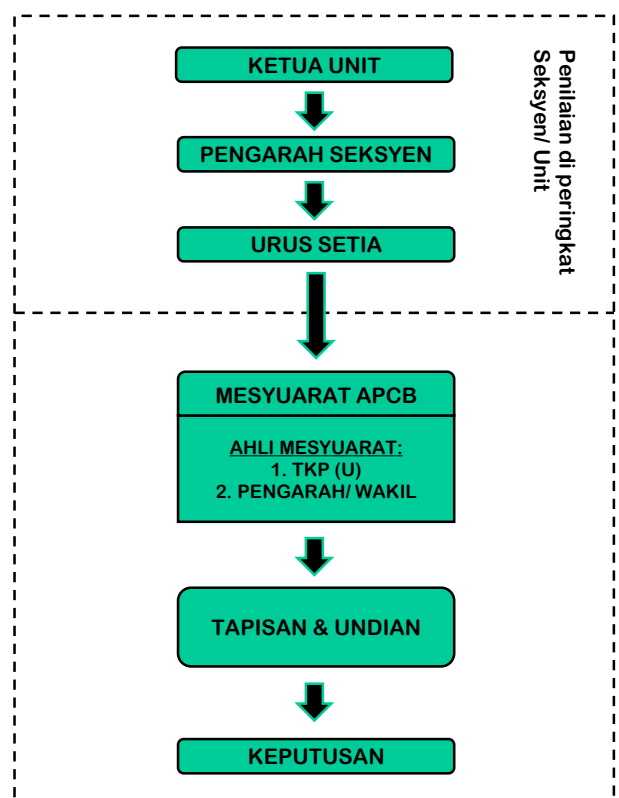 KETUA UNIT
Penilaian di peringkat
Seksyen/ Unit
PENGARAH SEKSYEN
URUS SETIA
MESYUARAT APCB
AHLI MESYUARAT:
1. TKP (U)
2. PENGARAH/ WAKIL
TAPISAN & UNDIAN
KEPUTUSAN